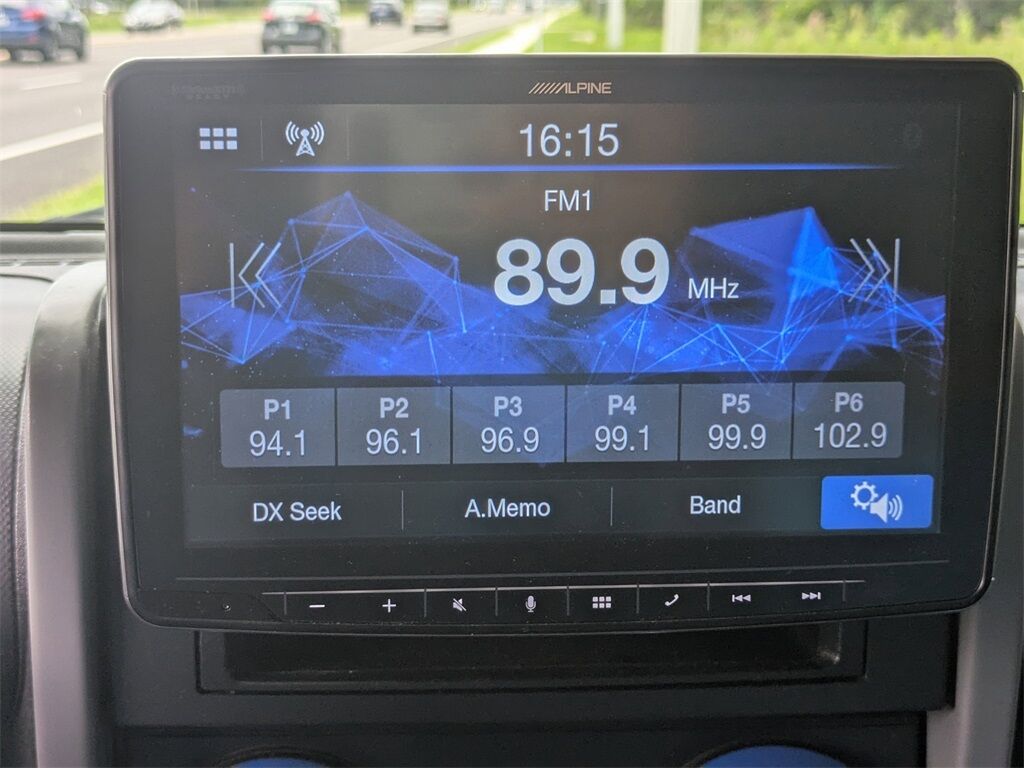 ALPINE
16:15
FM1
89.9 MHz
P1 P2 P3 P4 P5 P6
94.1 96.1 96.9 99.1 99.9 102.9
DX Seek A.Memo Band